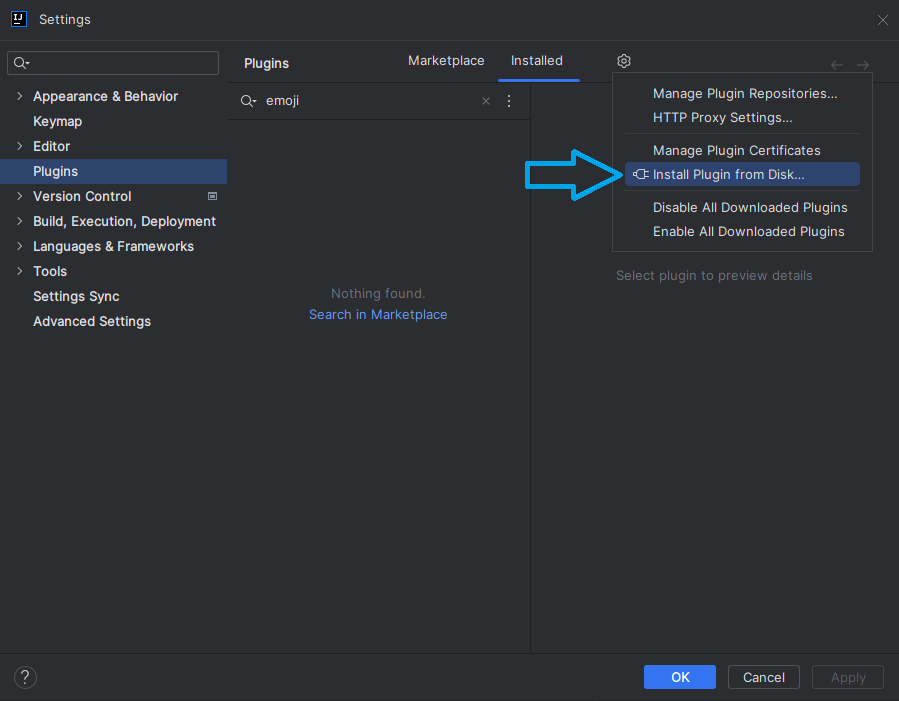 IJ
Settings
Plugins
Marketplace
Installed
emoji
Appearance & Behavior
Keymap
Editor
Plugins
Version Control
Build, Execution, Deployment
Languages & Frameworks
Tools
Settings Sync
Advanced Settings
Nothing found.
Search in Marketplace
Manage Plugin Repositories...
HTTP Proxy Settings...
Manage Plugin Certificates
Install Plugin from Disk...
Disable All Downloaded Plugins
Enable All Downloaded Plugins
Select plugin to preview details
?
OK
Cancel
Apply